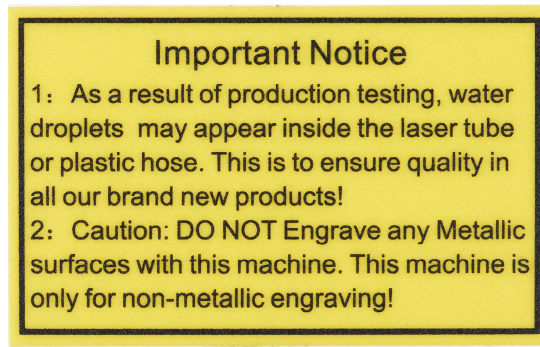 Important Notice
1： As a result of production testing, water
droplets  may appear inside the laser tube
or plastic hose. This is to ensure quality in
all our brand new products!
2： Caution: DO NOT Engrave any Metallic
surfaces with this machine. This machine is
only for non-metallic engraving!